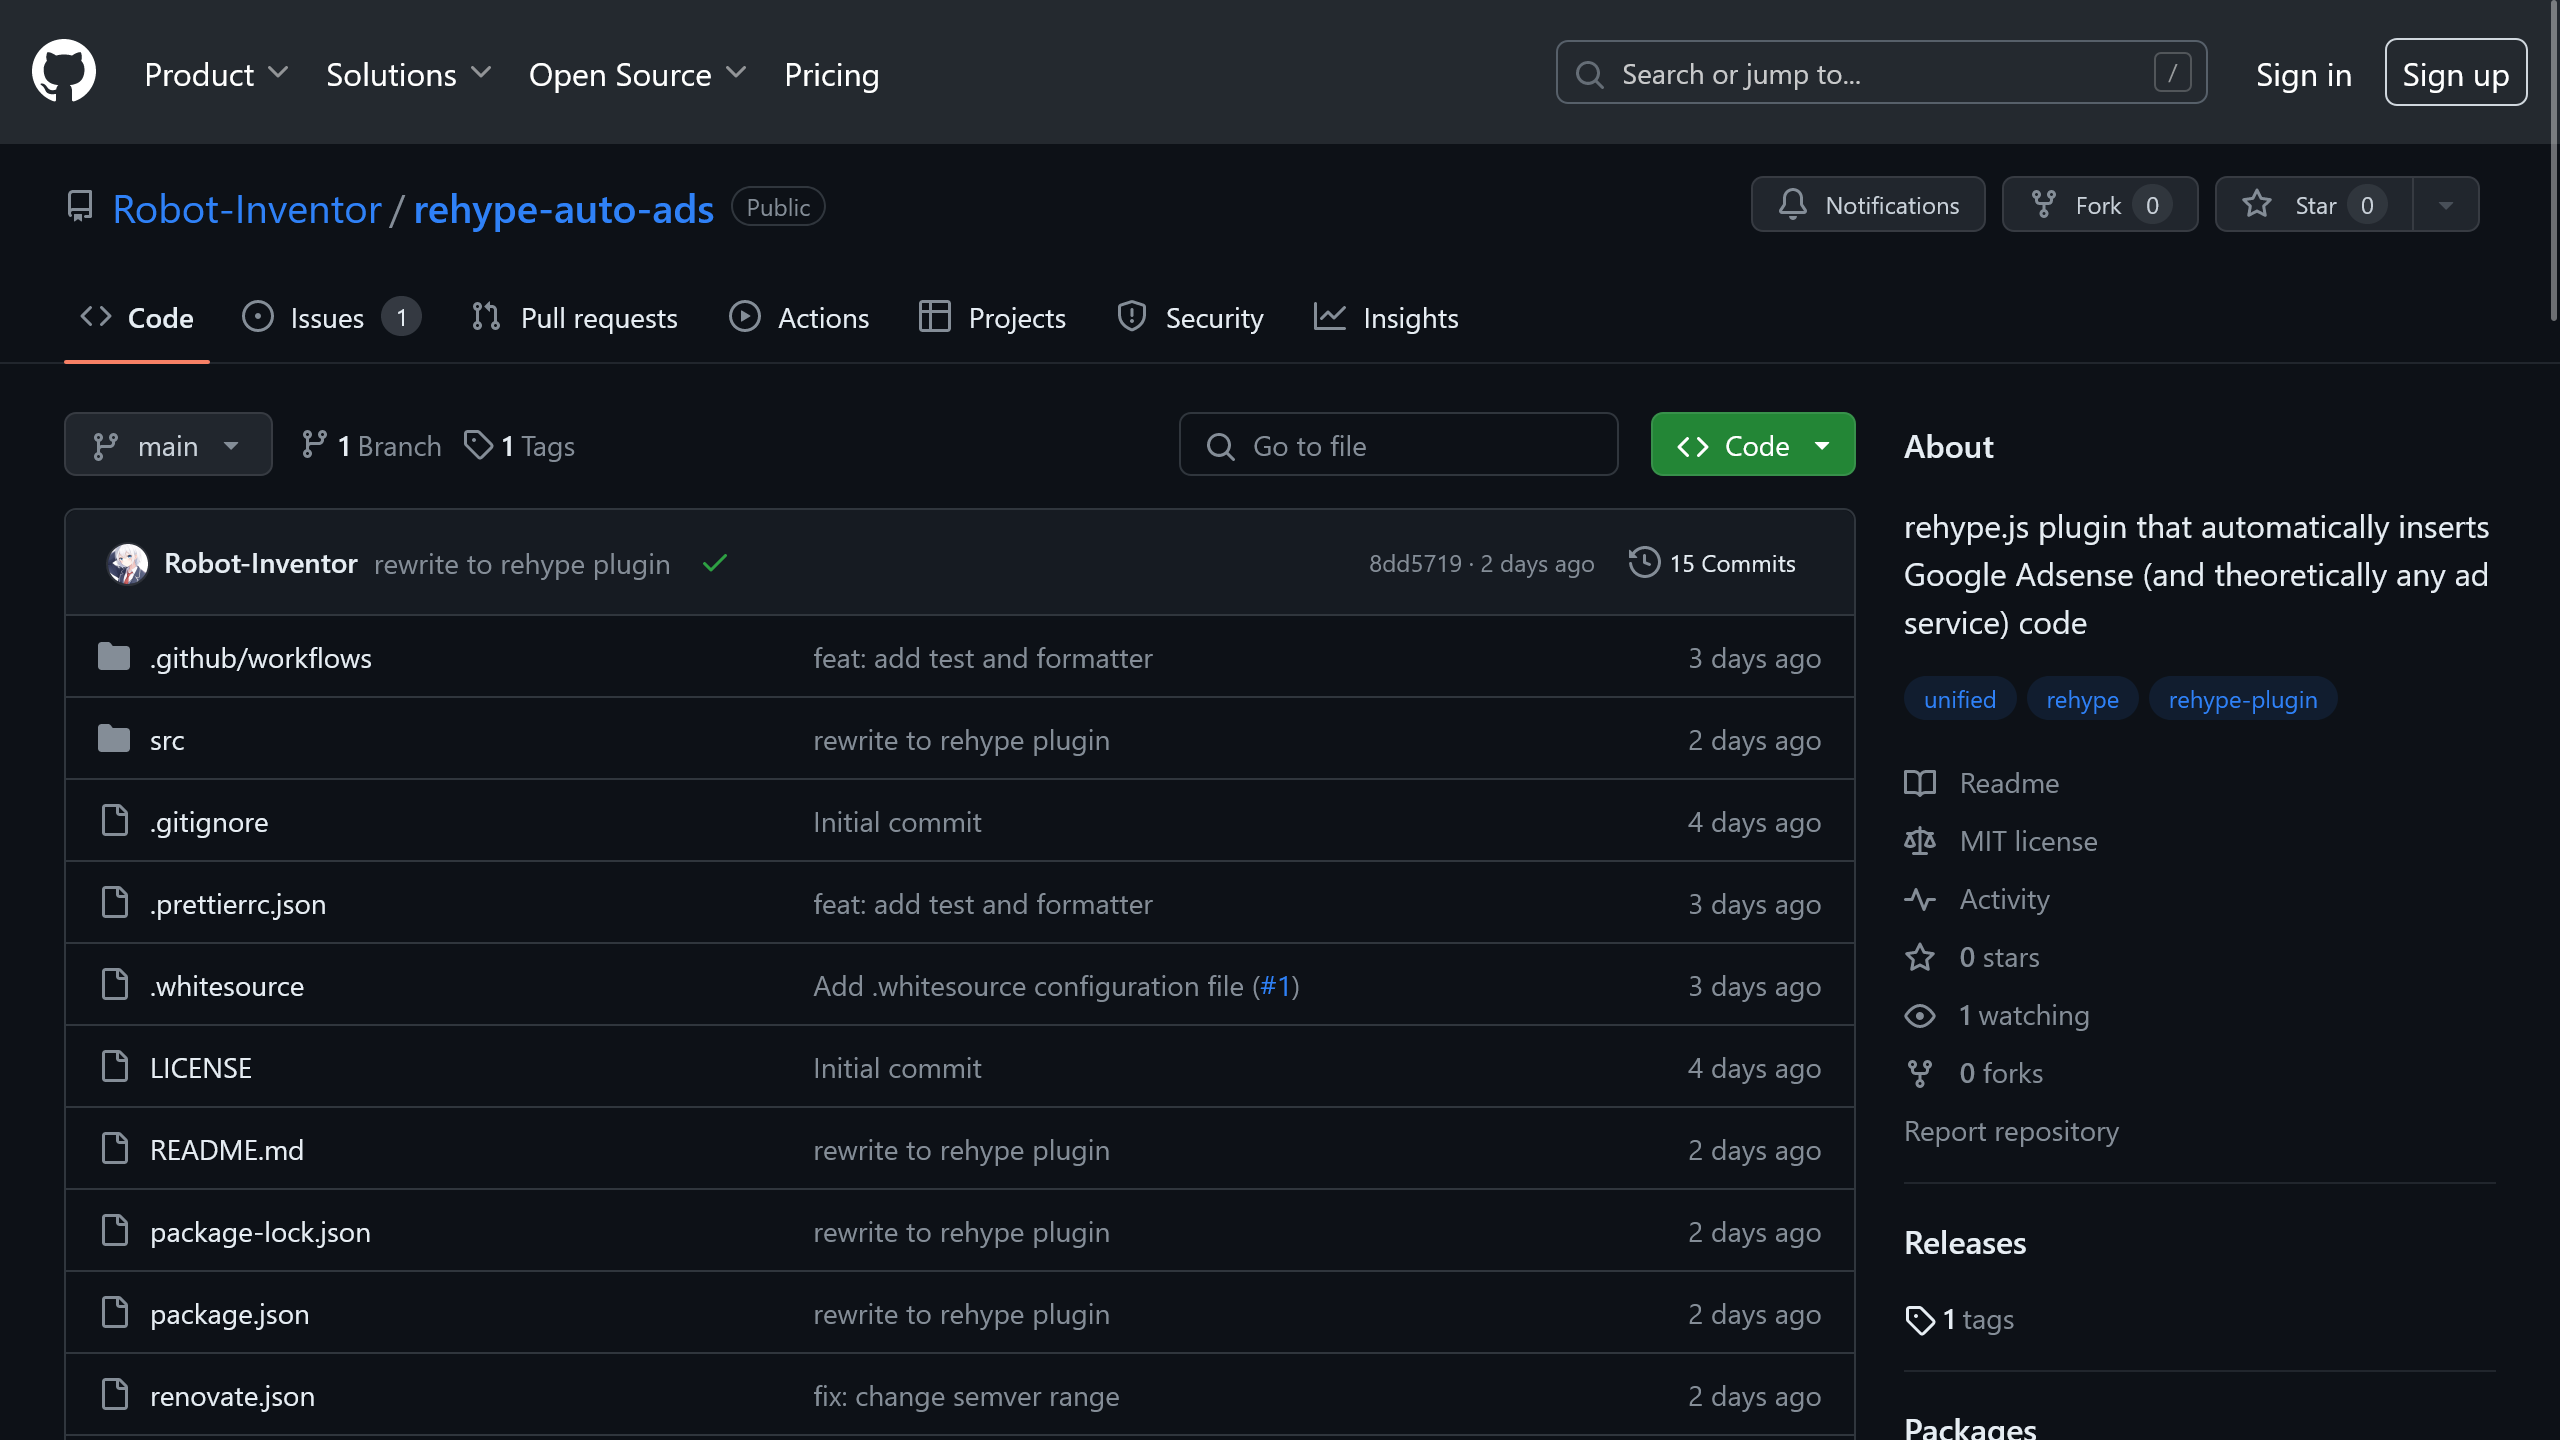 Product Solutions Open Source Pricing Search or jump to... / Sign in Sign up
Robot-Inventor / rehype-auto-ads Public Notifications Fork 0 Star 0
Code Issues 1 Pull requests Actions Projects Security Insights
main 1 Branch 1 Tags Go to file Code
Robot-Inventor rewrite to rehype plugin 8dd5719 · 2 days ago 15 Commits
.github/workflows feat: add test and formatter 3 days ago
src rewrite to rehype plugin 2 days ago
.gitignore Initial commit 4 days ago
.prettierrc.json feat: add test and formatter 3 days ago
.whitesource Add .whitesource configuration file (#1) 3 days ago
LICENSE Initial commit 4 days ago
README.md rewrite to rehype plugin 2 days ago
package-lock.json rewrite to rehype plugin 2 days ago
package.json rewrite to rehype plugin 2 days ago
renovate.json fix: change semver range 2 days ago
About
rehype.js plugin that automatically inserts
Google Adsense (and theoretically any ad
service) code
unified rehype rehype-plugin
Readme
MIT license
Activity
0 stars
1 watching
0 forks
Report repository
Releases
1 tags
Packages